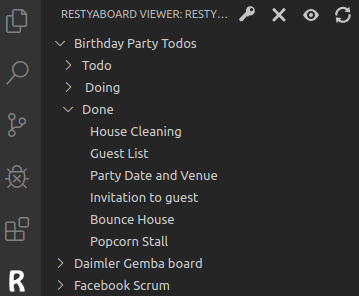 RESTYABOARD VIEWER: RESTY...
Birthday Party Todos
Todo
Doing
Done
House Cleaning
Guest List
Party Date and Venue
Invitation to guest
Bounce House
Popcorn Stall
Daimler Gemba board
R
Facebook Scrum